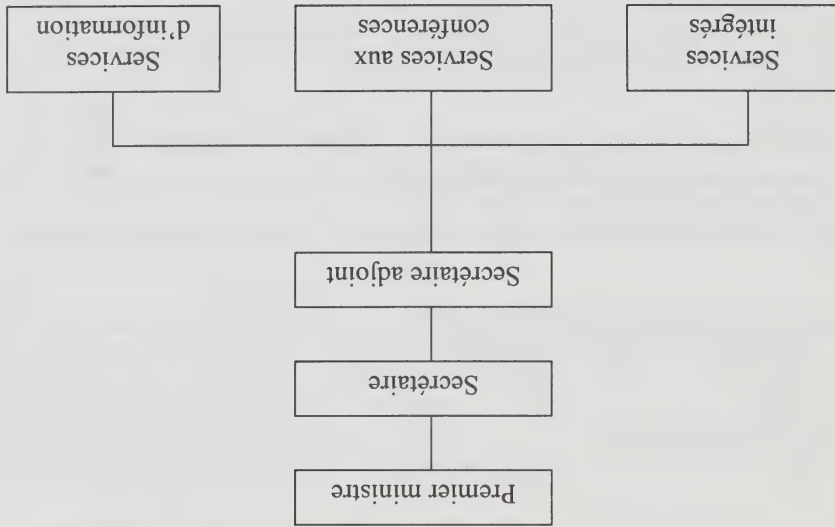 Premier ministre
Secrétaire
Secrétaire adjoint
Services
intégrés
Services aux
conférences
Services
d'information